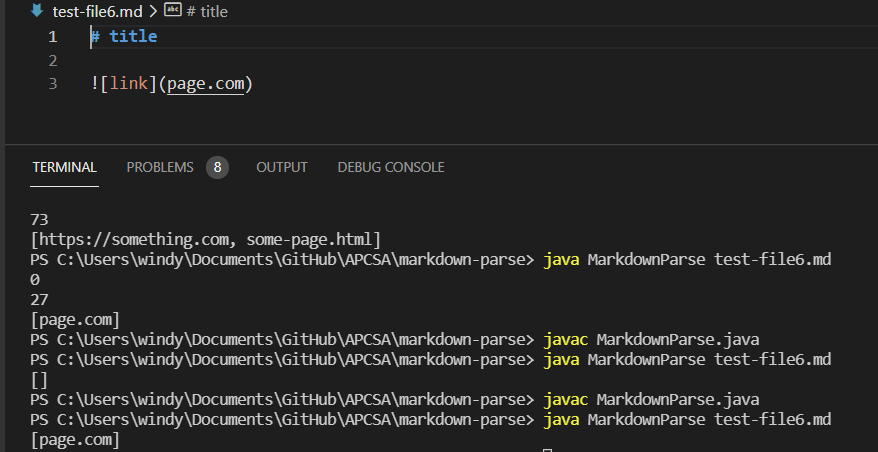 test-file6.md > abc # title
1 # title
2
3 ![link](page.com)
TERMINAL PROBLEMS 8 OUTPUT DEBUG CONSOLE
73
[https://something.com, some-page.html]
PS C:\Users\windy\Documents\GitHub\APCSA\markdown-parse> java MarkdownParse test-file6.md
0
27
[page.com]
PS C:\Users\windy\Documents\GitHub\APCSA\markdown-parse> javac MarkdownParse.java
PS C:\Users\windy\Documents\GitHub\APCSA\markdown-parse> java MarkdownParse test-file6.md
[]
PS C:\Users\windy\Documents\GitHub\APCSA\markdown-parse> javac MarkdownParse.java
PS C:\Users\windy\Documents\GitHub\APCSA\markdown-parse> java MarkdownParse test-file6.md
[page.com]